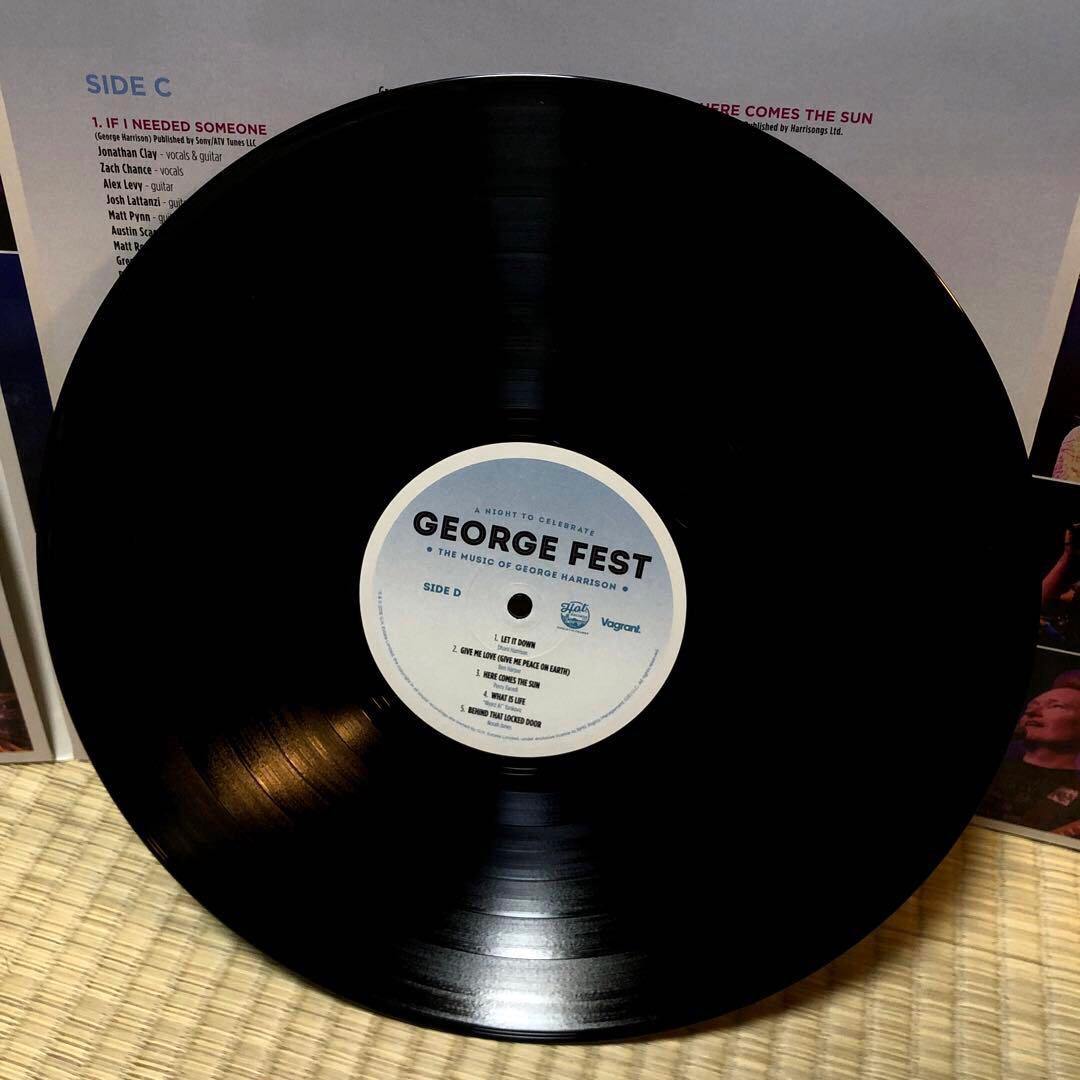 SIDE C
1. IF I NEEDED SOMEONE
(George Harrison) Published by Sony/ATV Tunes LLC
Jonathan Clay - vocals & guitar
Zach Chance - vocals
Alex Levy - guitar
Josh Lattanzi -
Matt Pynn -
Austin
Matt
HERE COMES THE SUN
Published by Harrisongs Ltd.
A NIGHT TO CELEBRATE
GEORGE FEST
• THE MUSIC OF GEORGE HARRISON •
SIDE D
Hot
Vagrant.
1. LET IT DOWN
Dhani Harrison
2. GIVE ME LOVE (GIVE ME PEACE ON EARTH)
Ben Harper
3. HERE COMES THE SUN
Perry Farrell
4. WHAT IS LIFE
"Weird Al" Yankovic
5. BEHIND THAT LOCKED DOOR
Norah Jones